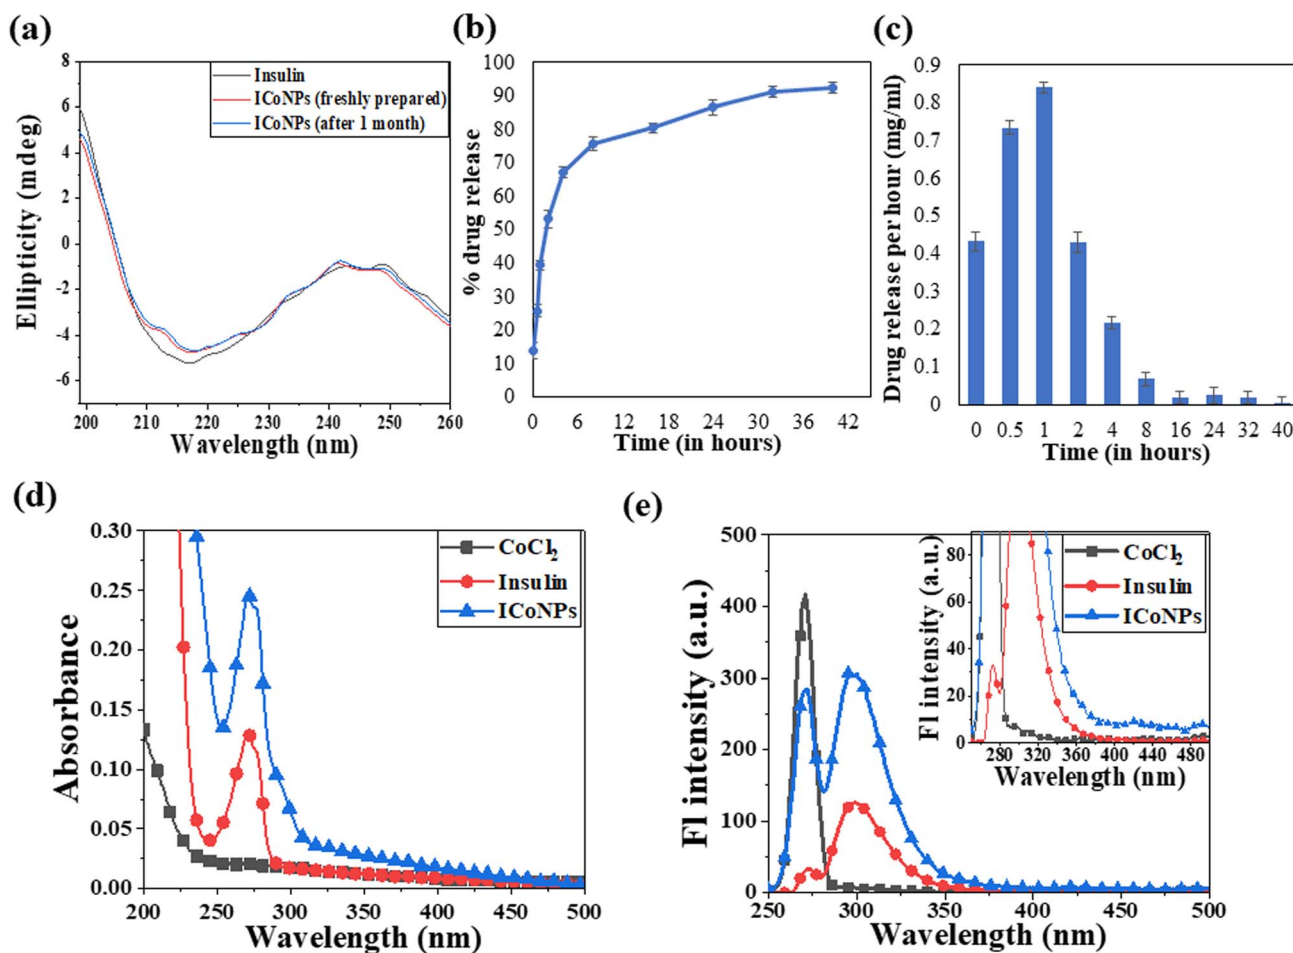 (a)
8
6
4
2
0
-2
-4
-6
Ellipticity (mdeg)
Insulin
ICoNPs (freshly prepared)
ICoNPs (after 1 month)
200 210 220 230 240 250 260
Wavelength (nm)
(b)
100
90
80
70
60
50
40
30
20
10
0
% drug release
0 6 12 18 24 30 36 42
Time (in hours)
(c)
0.9
0.8
0.7
0.6
0.5
0.4
0.3
0.2
0.1
0
Drug release per hour (mg/ml)
0 0.5 1 2 4 8 16 24 32 40
Time (in hours)
(d)
0.30
0.25
0.20
0.15
0.10
0.05
0.00
Absorbance
CoCl₂
Insulin
ICoNPs
200 250 300 350 400 450 500
Wavelength (nm)
(e)
500
400
300
200
100
0
Fl intensity (a.u.)
250 300 350 400 450 500
Wavelength (nm)
80
60
40
20
0
Fl intensity (a.u.)
CoCl₂
Insulin
ICoNPs
280 320 360 400 440 480
Wavelength (nm)